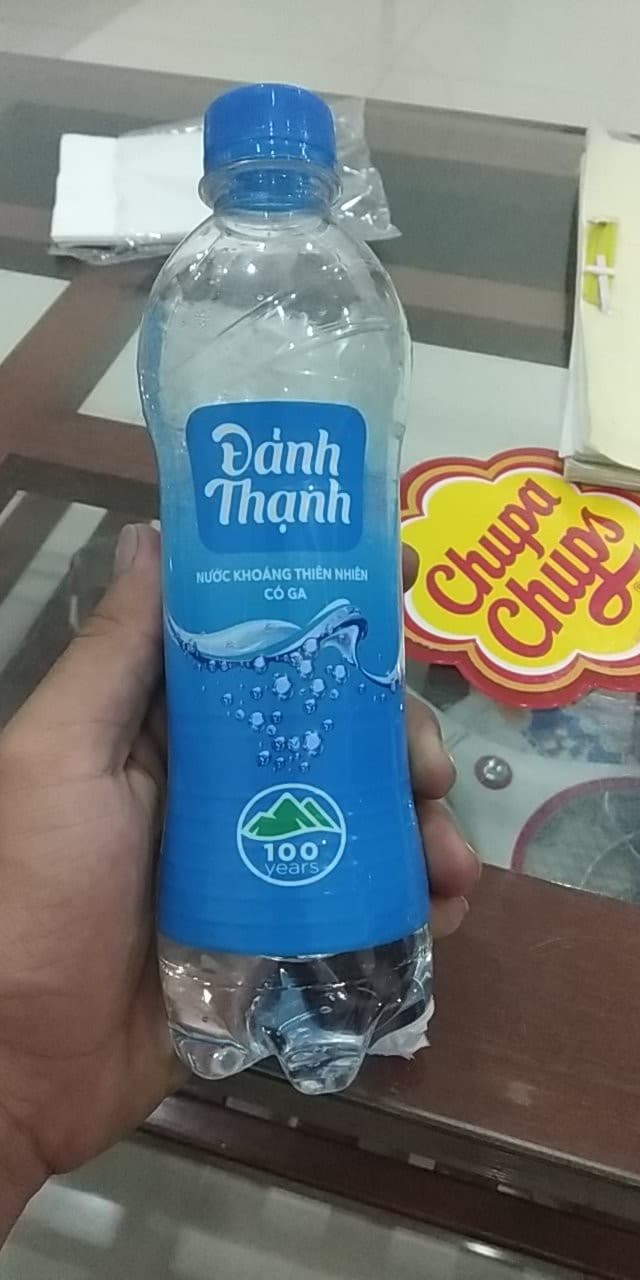 Đảnh
Thạnh
NƯỚC KHOÁNG THIÊN NHIÊN
CÓ GA
100+
years
Chupa
Chups